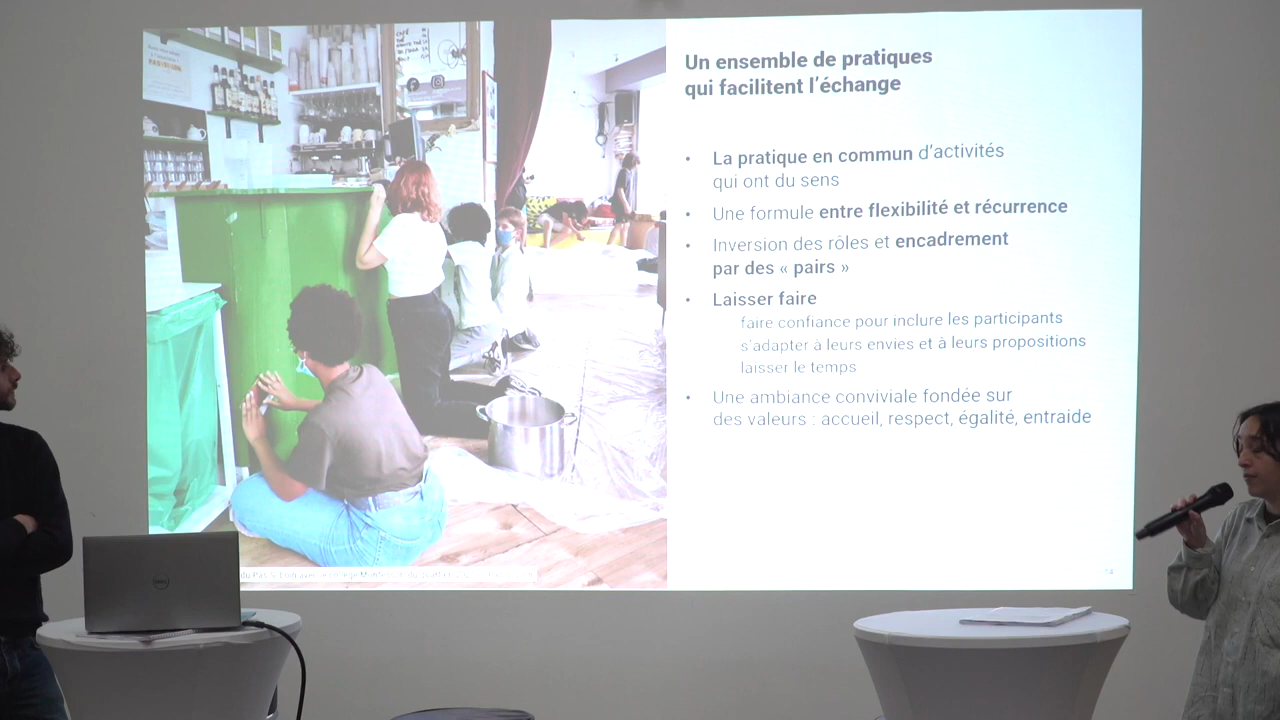 Un ensemble de pratiques
qui facilitent l'échange
• La pratique en commun d'activités
qui ont du sens
• Une formule entre flexibilité et récurrence
• Inversion des rôles et encadrement
par des « pairs »
• Laisser faire
faire confiance pour inclure les participants
s'adapter à leurs envies et à leurs propositions
laisser le temps
• Une ambiance conviviale fondée sur
des valeurs : accueil, respect, égalité, entraide
14
DELL